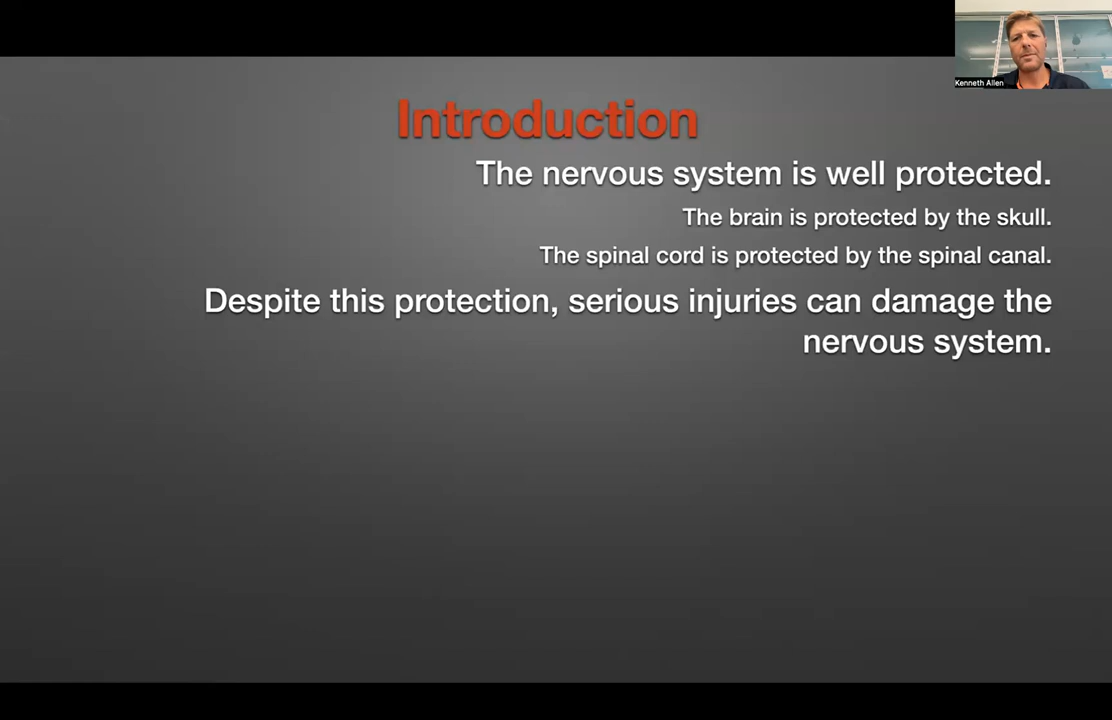 Kenneth Allen
Introduction
The nervous system is well protected.
The brain is protected by the skull.
The spinal cord is protected by the spinal canal.
Despite this protection, serious injuries can damage the
nervous system.